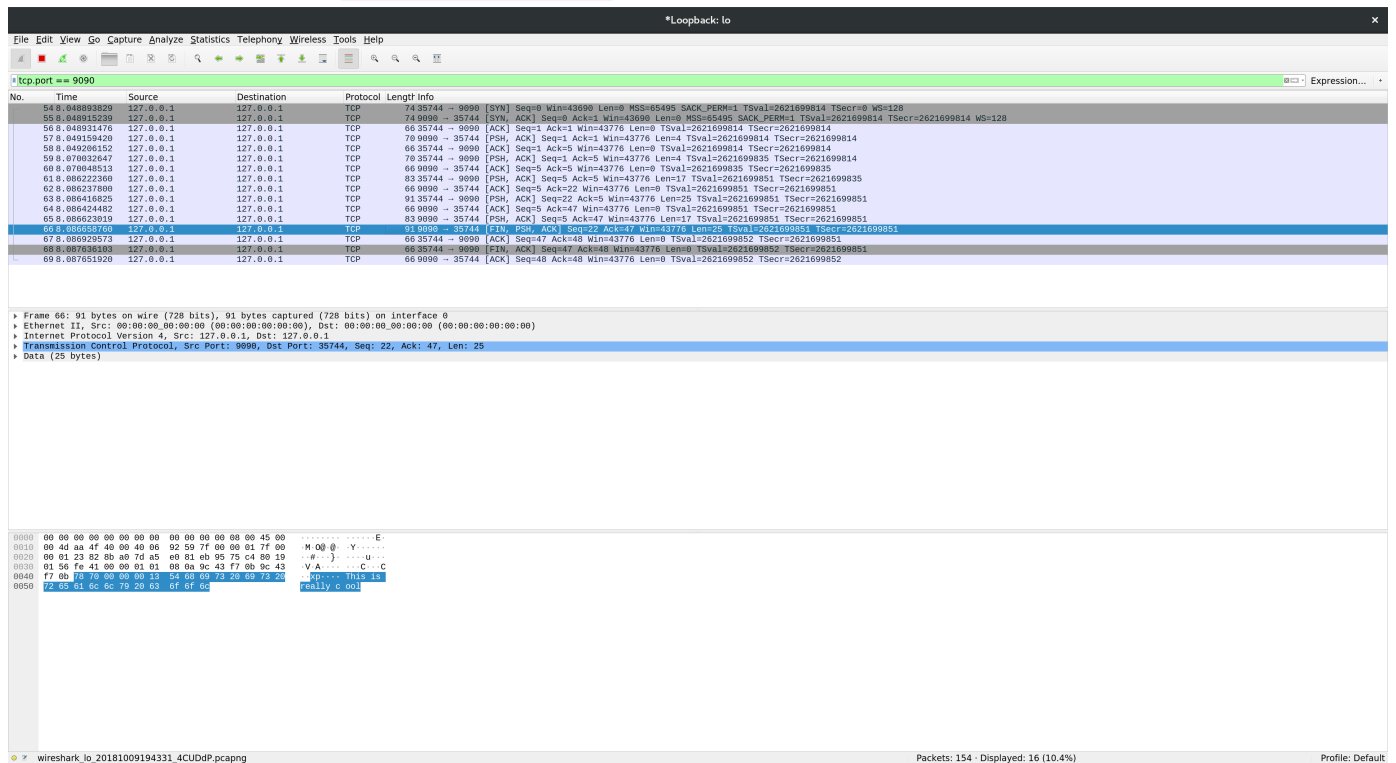 *Loopback: lo
File Edit View Go Capture Analyze Statistics Telephony Wireless Tools Help
tcp.port == 9090 Expression… +
No. Time Source Destination Protocol Length Info
54 8.048893829 127.0.0.1 127.0.0.1 TCP 74 35744 → 9090 [SYN] Seq=0 Win=43690 Len=0 MSS=65495 SACK_PERM=1 TSval=2621699814 TSecr=0 WS=128
55 8.048915239 127.0.0.1 127.0.0.1 TCP 74 9090 → 35744 [SYN, ACK] Seq=0 Ack=1 Win=43690 Len=0 MSS=65495 SACK_PERM=1 TSval=2621699814 TSecr=2621699814 WS=128
56 8.048931476 127.0.0.1 127.0.0.1 TCP 66 35744 → 9090 [ACK] Seq=1 Ack=1 Win=43776 Len=0 TSval=2621699814 TSecr=2621699814
57 8.049159420 127.0.0.1 127.0.0.1 TCP 70 9090 → 35744 [PSH, ACK] Seq=1 Ack=1 Win=43776 Len=4 TSval=2621699814 TSecr=2621699814
58 8.049206152 127.0.0.1 127.0.0.1 TCP 66 35744 → 9090 [ACK] Seq=1 Ack=5 Win=43776 Len=0 TSval=2621699814 TSecr=2621699814
59 8.070032647 127.0.0.1 127.0.0.1 TCP 70 35744 → 9090 [PSH, ACK] Seq=1 Ack=5 Win=43776 Len=4 TSval=2621699835 TSecr=2621699814
60 8.070048513 127.0.0.1 127.0.0.1 TCP 66 9090 → 35744 [ACK] Seq=5 Ack=5 Win=43776 Len=0 TSval=2621699835 TSecr=2621699835
61 8.086222360 127.0.0.1 127.0.0.1 TCP 83 35744 → 9090 [PSH, ACK] Seq=5 Ack=5 Win=43776 Len=17 TSval=2621699851 TSecr=2621699835
62 8.086237800 127.0.0.1 127.0.0.1 TCP 66 9090 → 35744 [ACK] Seq=5 Ack=22 Win=43776 Len=0 TSval=2621699851 TSecr=2621699851
63 8.086416825 127.0.0.1 127.0.0.1 TCP 91 35744 → 9090 [PSH, ACK] Seq=22 Ack=5 Win=43776 Len=25 TSval=2621699851 TSecr=2621699851
64 8.086424482 127.0.0.1 127.0.0.1 TCP 66 9090 → 35744 [ACK] Seq=5 Ack=47 Win=43776 Len=0 TSval=2621699851 TSecr=2621699851
65 8.086623019 127.0.0.1 127.0.0.1 TCP 83 9090 → 35744 [PSH, ACK] Seq=5 Ack=47 Win=43776 Len=17 TSval=2621699851 TSecr=2621699851
66 8.086658760 127.0.0.1 127.0.0.1 TCP 91 9090 → 35744 [FIN, PSH, ACK] Seq=22 Ack=47 Win=43776 Len=25 TSval=2621699851 TSecr=2621699851
67 8.086929573 127.0.0.1 127.0.0.1 TCP 66 35744 → 9090 [ACK] Seq=47 Ack=48 Win=43776 Len=0 TSval=2621699852 TSecr=2621699851
68 8.087636103 127.0.0.1 127.0.0.1 TCP 66 35744 → 9090 [FIN, ACK] Seq=47 Ack=48 Win=43776 Len=0 TSval=2621699852 TSecr=2621699851
69 8.087651920 127.0.0.1 127.0.0.1 TCP 66 9090 → 35744 [ACK] Seq=48 Ack=48 Win=43776 Len=0 TSval=2621699852 TSecr=2621699852
Frame 66: 91 bytes on wire (728 bits), 91 bytes captured (728 bits) on interface 0
Ethernet II, Src: 00:00:00_00:00:00 (00:00:00:00:00:00), Dst: 00:00:00_00:00:00 (00:00:00:00:00:00)
Internet Protocol Version 4, Src: 127.0.0.1, Dst: 127.0.0.1
Transmission Control Protocol, Src Port: 9090, Dst Port: 35744, Seq: 22, Ack: 47, Len: 25
Data (25 bytes)
0000 00 00 00 00 00 00 00 00 00 00 00 00 08 00 45 00 ········ ······E·
0010 00 4d aa 4f 40 00 40 06 92 59 7f 00 00 01 7f 00 ·M·O@·@· ·Y······
0020 00 01 23 82 8b a0 7d a5 e0 81 eb 95 75 c4 80 19 ··#···}· ····u···
0030 01 56 fe 41 00 00 01 01 08 0a 9c 43 f7 0b 9c 43 ·V·A···· ···C···C
0040 f7 0b 78 70 00 00 00 13 54 68 69 73 20 69 73 20 ··xp···· This is
0050 72 65 61 6c 6c 79 20 63 6f 6f 6c really c ool
wireshark_lo_20181009194331_4CUDdP.pcapng Packets: 154 · Displayed: 16 (10.4%) Profile: Default